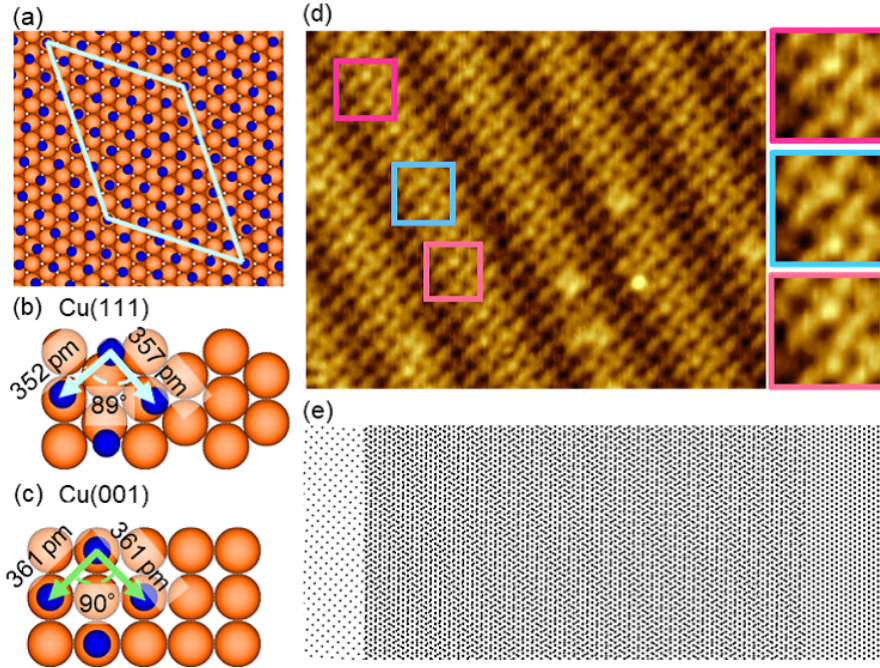 (a)
(d)
(b) Cu(111)
352 pm
357 pm
89°
(c) Cu(001)
361 pm
361 pm
90°
(e)